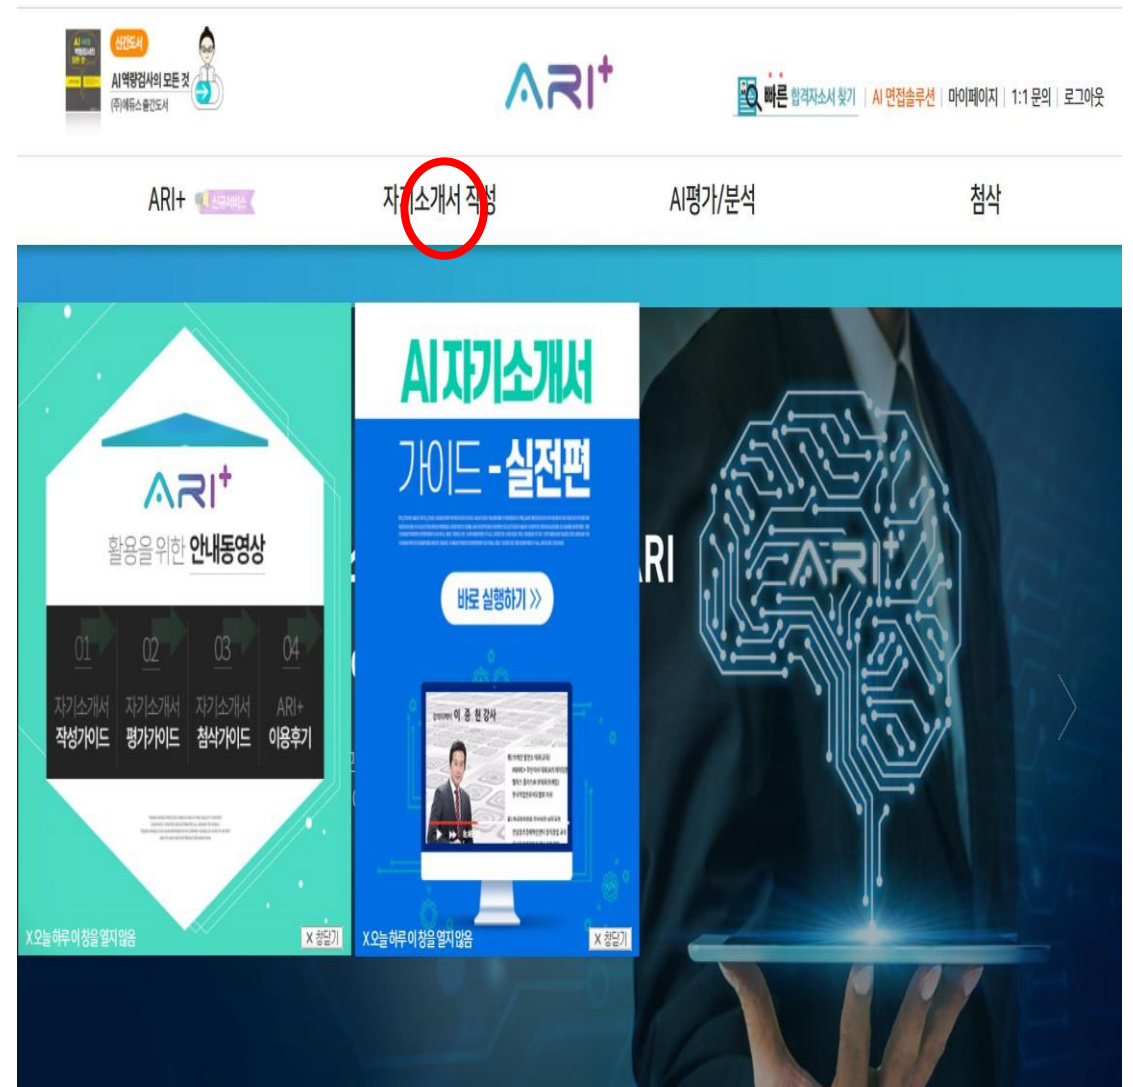 신간도서
AI역량검사의 모든 것
(주)에듀스 출간도서
ARI+
빠른 합격자소서 찾기 | AI 면접솔루션 | 마이페이지 | 1:1 문의 | 로그아웃
ARI+ 신규서비스
자기소개서 작성
AI평가/분석
첨삭
ARI+
활용을 위한 안내동영상
01
자기소개서
작성가이드
02
자기소개서
평가가이드
03
자기소개서
첨삭가이드
04
ARI+
이용후기
X 오늘 하루 이 창을 열지 않음
X 창닫기
AI 자기소개서
가이드 - 실전편
바로 실행하기 》
이 중 현 강사
X 오늘 하루 이 창을 열지 않음
X 창닫기
ARI
ARI+